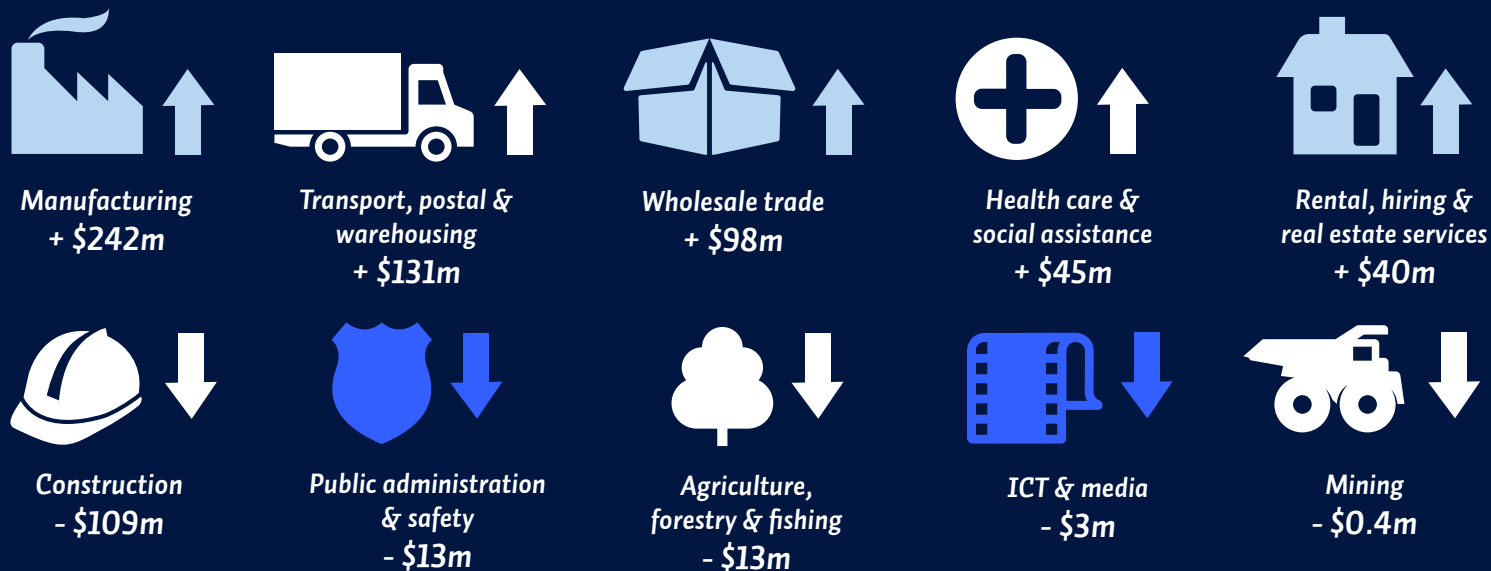 Manufacturing
+ $242m
Transport, postal &
warehousing
+ $131m
Wholesale trade
+ $98m
Health care &
social assistance
+ $45m
Rental, hiring &
real estate services
+ $40m
Construction
- $109m
Public administration
& safety
- $13m
Agriculture,
forestry & fishing
- $13m
ICT & media
- $3m
Mining
- $0.4m